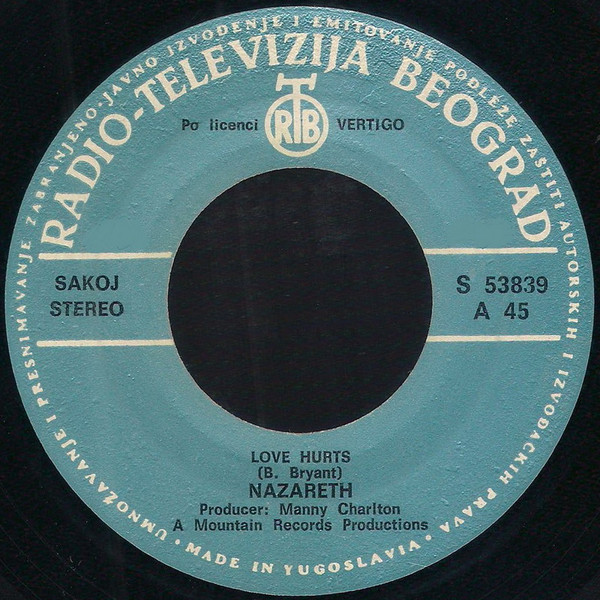 UMNOŽAVANJE I PRESNIMAVANJE ZABRANJENO · JAVNO IZVOĐENJE I EMITOVANJE PODLEŽE ZAŠTITI AUTORSKIH I IZVOĐAČKIH PRAVA ·
RADIO-TELEVIZIJA BEOGRAD
Po licenci RTB VERTIGO
SAKOJ S 53839
STEREO A 45
LOVE HURTS
(B. Bryant)
NAZARETH
Producer: Manny Charlton
A Mountain Records Productions
· MADE IN YUGOSLAVIA ·